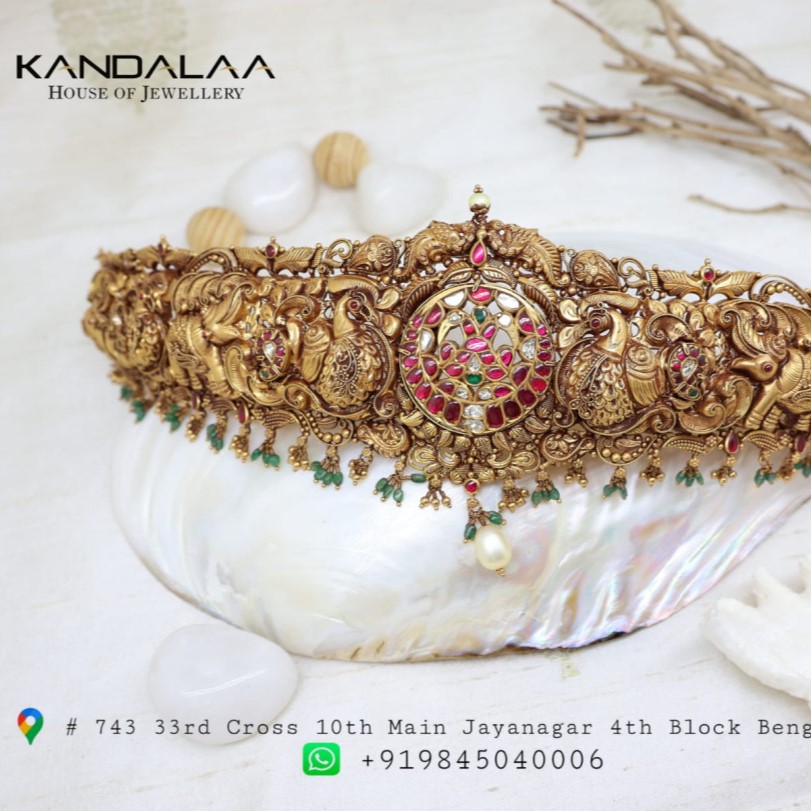 KANDALAA
HOUSE OF JEWELLERY
# 743 33rd Cross 10th Main Jayanagar 4th Block Beng
+919845040006